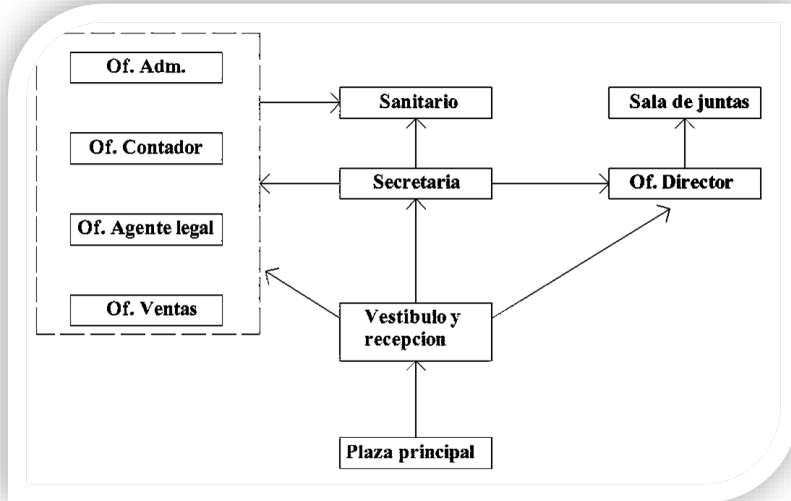 Of. Adm.
Of. Contador
Of. Agente legal
Of. Ventas
Sanitario
Secretaria
Vestíbulo y
recepcion
Plaza principal
Sala de juntas
Of. Director